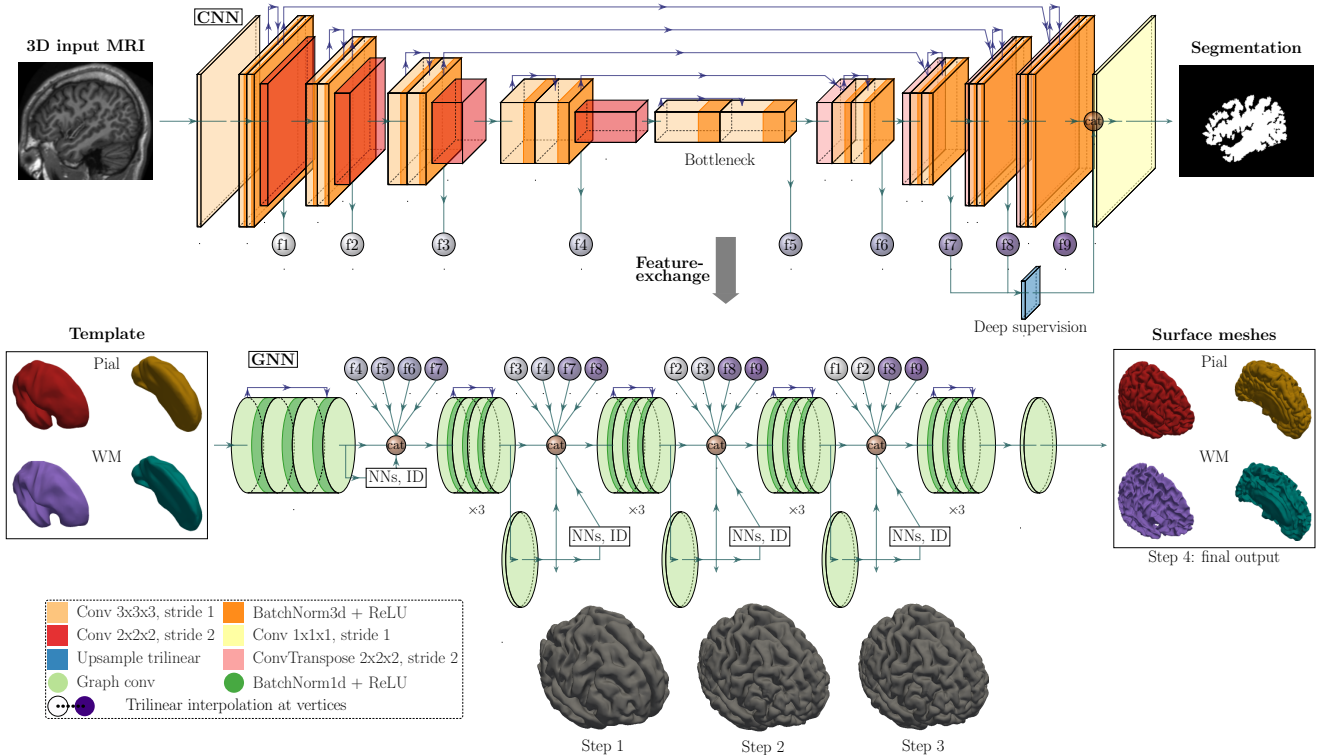 CNN
3D input MRI
Segmentation
cat
Bottleneck
f1
f2
f3
f4
f5
f6
f7
f8
f9
Feature-
exchange
Deep supervision
Template
Surface meshes
GNN
Pial
WM
f4 f5 f6 f7
f3 f4 f7 f8
f2 f3 f8 f9
f1 f2 f8 f9
Pial
WM
cat
cat
cat
cat
NNs, ID
×3
×3
×3
×3
NNs, ID
NNs, ID
NNs, ID
Step 4: final output
Conv 3x3x3, stride 1
BatchNorm3d + ReLU
Conv 2x2x2, stride 2
Conv 1x1x1, stride 1
Upsample trilinear
ConvTranspose 2x2x2, stride 2
Graph conv
BatchNorm1d + ReLU
Trilinear interpolation at vertices
Step 1
Step 2
Step 3